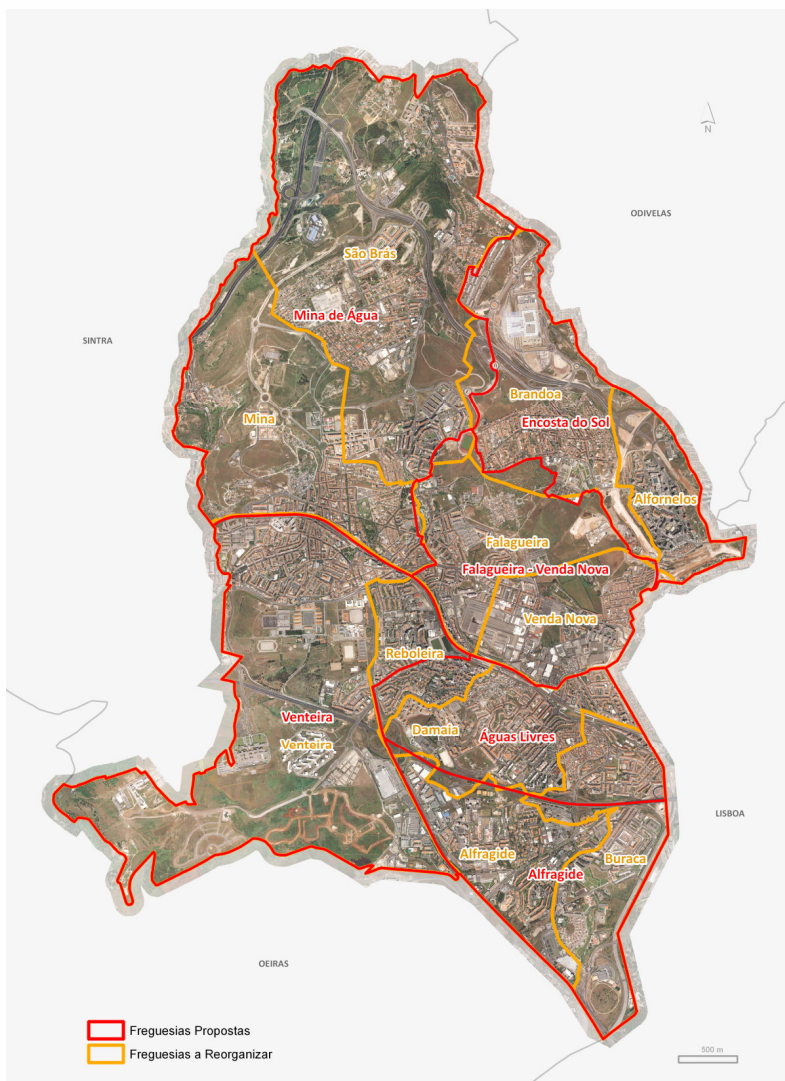 N
ODIVELAS
São Brás
Mina de Água
SINTRA
Brandoa
Mina
Encosta do Sol
Alfornelos
Falagueira
Falagueira - Venda Nova
Venda Nova
Reboleira
Venteira
Damaia
Águas Livres
Venteira
LISBOA
Alfragide
Buraca
Alfragide
OEIRAS
Freguesias Propostas
Freguesias a Reorganizar
500 m